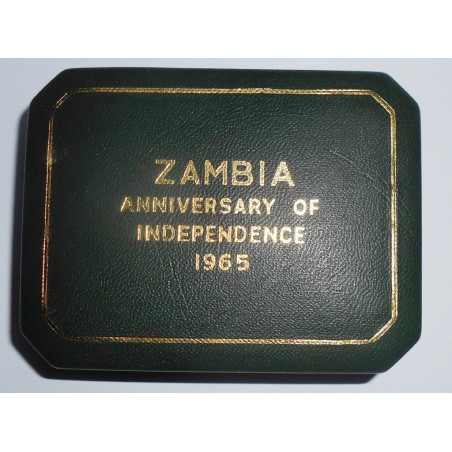 ZAMBIA
ANNIVERSARY OF
INDEPENDENCE
1965